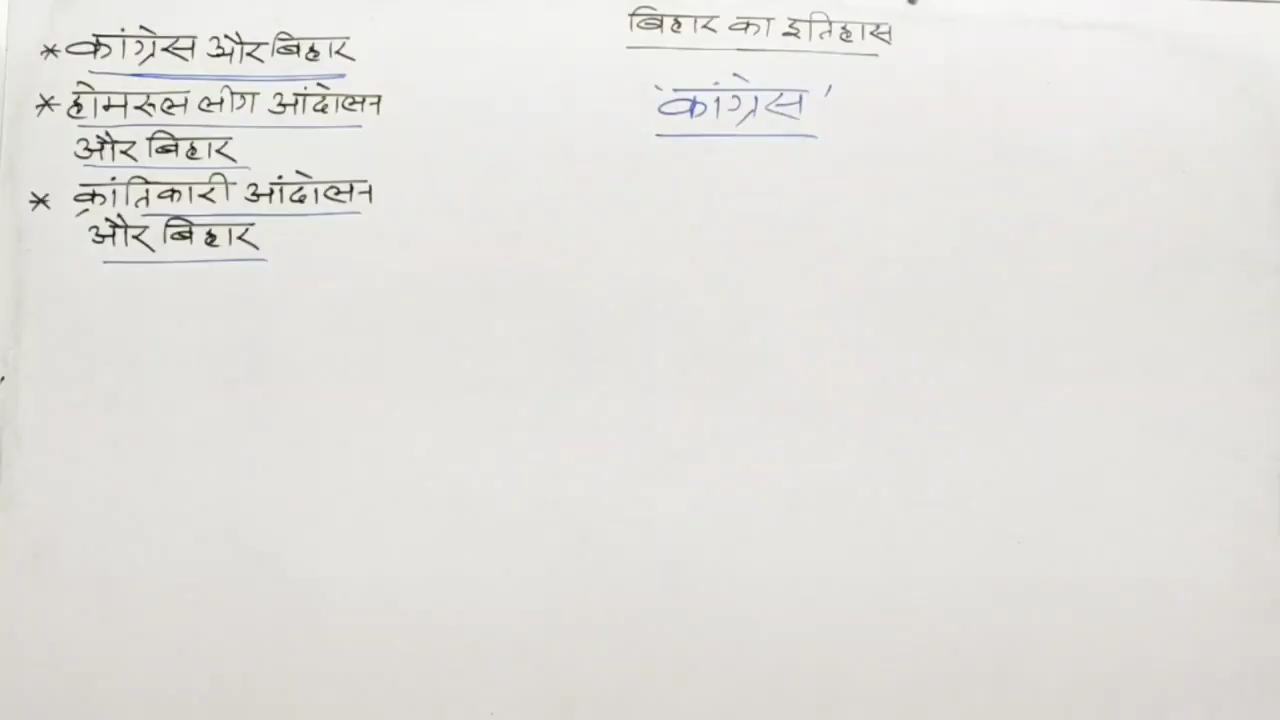 बिहार का इतिहास
'कांग्रेस'
* कांग्रेस और बिहार
* होमरुल लीग आंदोलन
और बिहार
* क्रांतिकारी आंदोलन
और बिहार